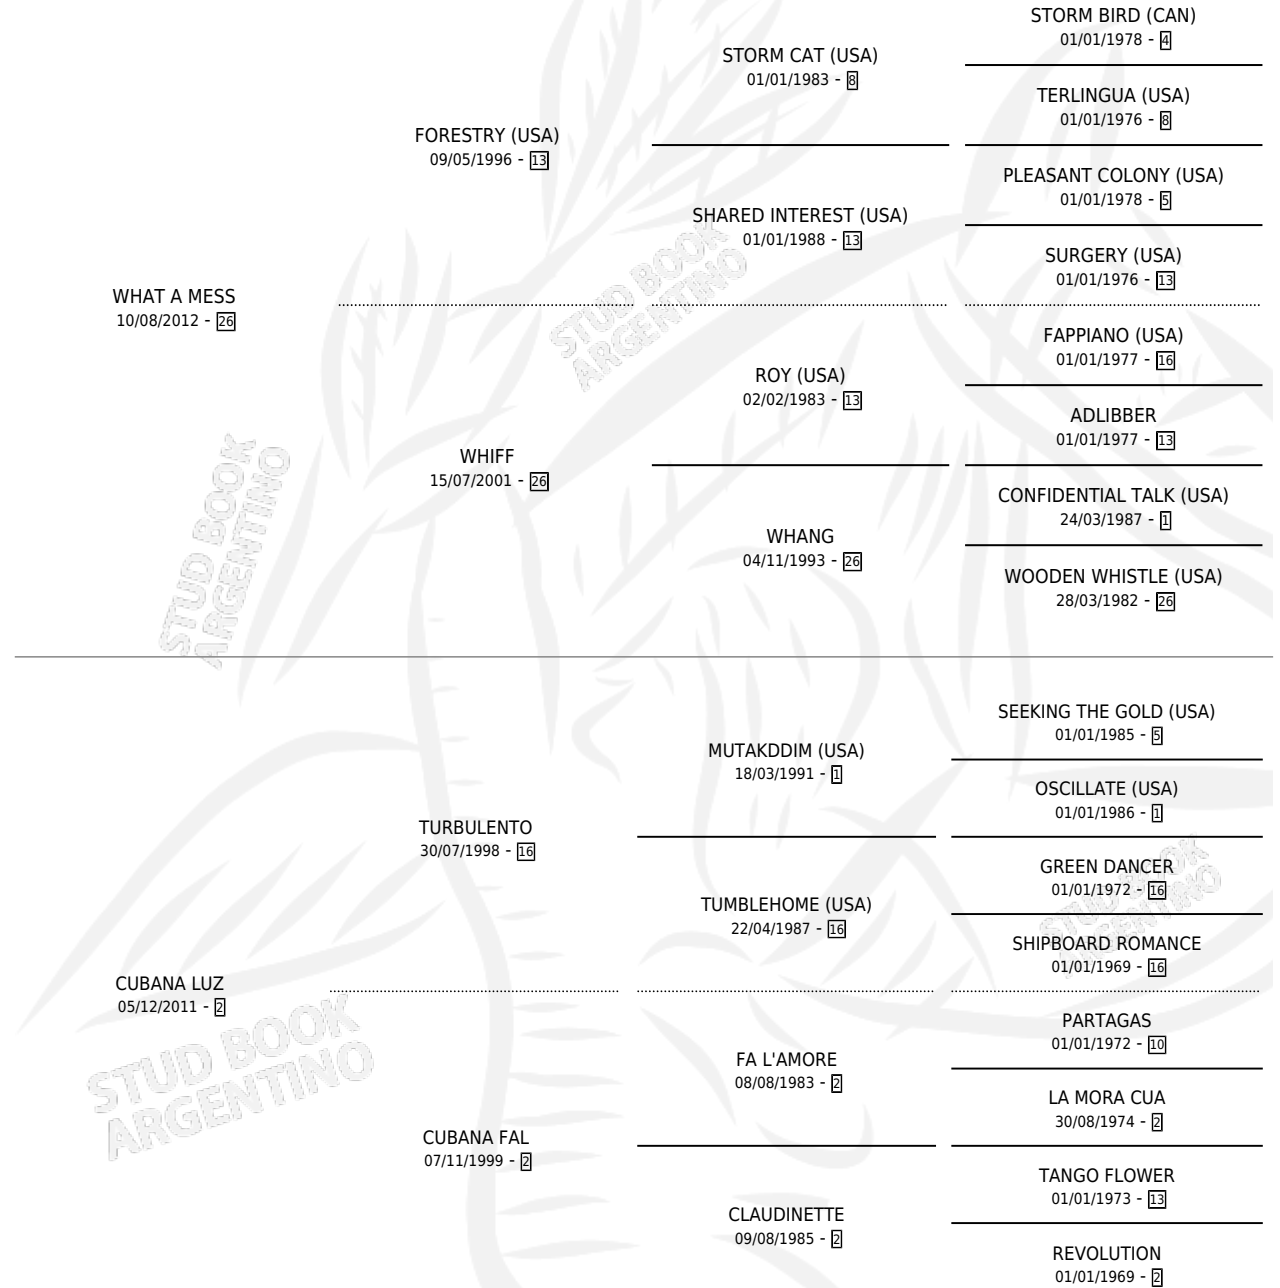 STORM BIRD (CAN)
01/01/1978 - 4
STORM CAT (USA)
01/01/1983 - 8
TERLINGUA (USA)
01/01/1976 - 8
FORESTRY (USA)
09/05/1996 - 13
PLEASANT COLONY (USA)
01/01/1978 - 5
SHARED INTEREST (USA)
01/01/1988 - 13
SURGERY (USA)
01/01/1976 - 13
WHAT A MESS
10/08/2012 - 26
FAPPIANO (USA)
01/01/1977 - 16
ROY (USA)
02/02/1983 - 13
ADLIBBER
01/01/1977 - 13
WHIFF
15/07/2001 - 26
CONFIDENTIAL TALK (USA)
24/03/1987 - 1
WHANG
04/11/1993 - 26
WOODEN WHISTLE (USA)
28/03/1982 - 26
SEEKING THE GOLD (USA)
01/01/1985 - 5
MUTAKDDIM (USA)
18/03/1991 - 1
OSCILLATE (USA)
01/01/1986 - 1
TURBULENTO
30/07/1998 - 16
GREEN DANCER
01/01/1972 - 16
TUMBLEHOME (USA)
22/04/1987 - 16
SHIPBOARD ROMANCE
01/01/1969 - 16
CUBANA LUZ
05/12/2011 - 2
PARTAGAS
01/01/1972 - 10
FA L'AMORE
08/08/1983 - 2
LA MORA CUA
30/08/1974 - 2
CUBANA FAL
07/11/1999 - 2
TANGO FLOWER
01/01/1973 - 13
CLAUDINETTE
09/08/1985 - 2
REVOLUTION
01/01/1969 - 2
STUD BOOK
ARGENTINO
STUD BOOK
ARGENTINO
STUD BOOK
ARGENTINO
STUD BOOK
ARGENTINO